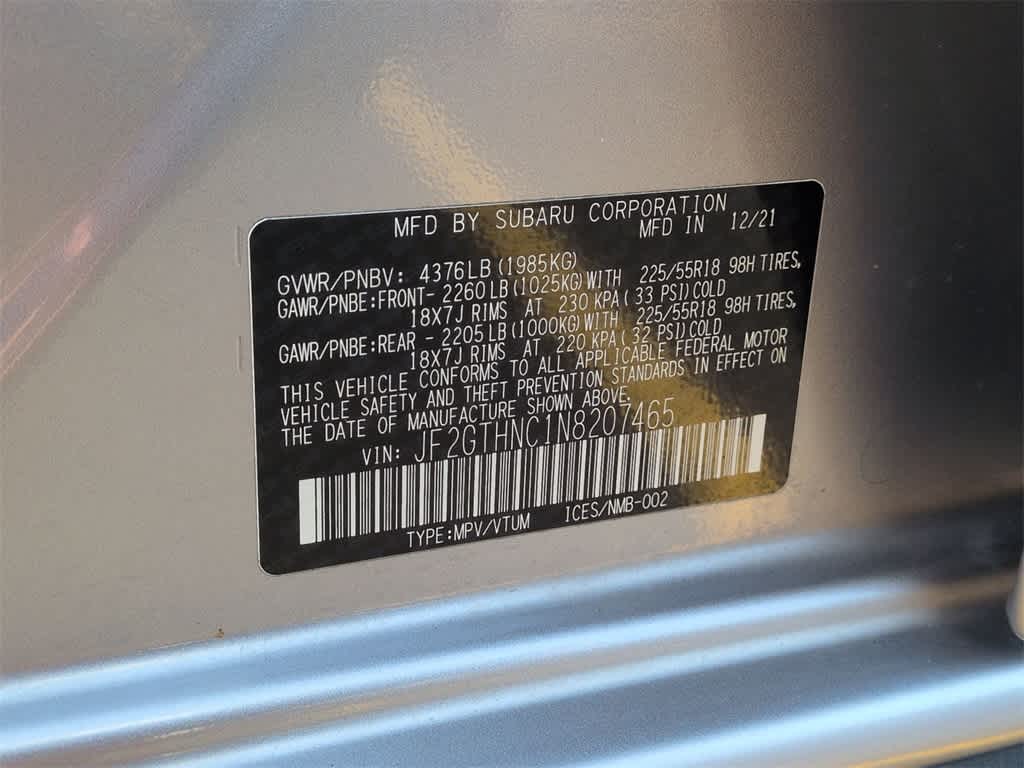 MFD BY SUBARU CORPORATION
MFD IN 12/21
GVWR/PNBV: 4376LB(1985KG)
GAWR/PNBE:FRONT- 2260LB(1025KG)WITH 225/55R18 98H TIRES,
18X7J RIMS AT 230 KPA( 33 PSI)COLD
GAWR/PNBE:REAR - 2205LB(1000KG)WITH 225/55R18 98H TIRES,
18X7J RIMS AT 220 KPA( 32 PSI)COLD
THIS VEHICLE CONFORMS TO ALL APPLICABLE FEDERAL MOTOR
VEHICLE SAFETY AND THEFT PREVENTION STANDARDS IN EFFECT ON
THE DATE OF MANUFACTURE SHOWN ABOVE.
VIN: JF2GTHNC1N8207465
TYPE:MPV/VTUM ICES/NMB-002